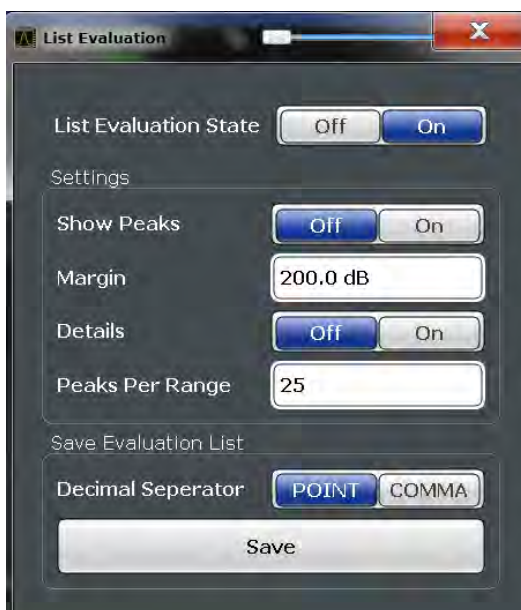 List Evaluation
List Evaluation State Off On
Settings
Show Peaks Off On
Margin 200.0 dB
Details Off On
Peaks Per Range 25
Save Evaluation List
Decimal Seperator POINT COMMA
Save